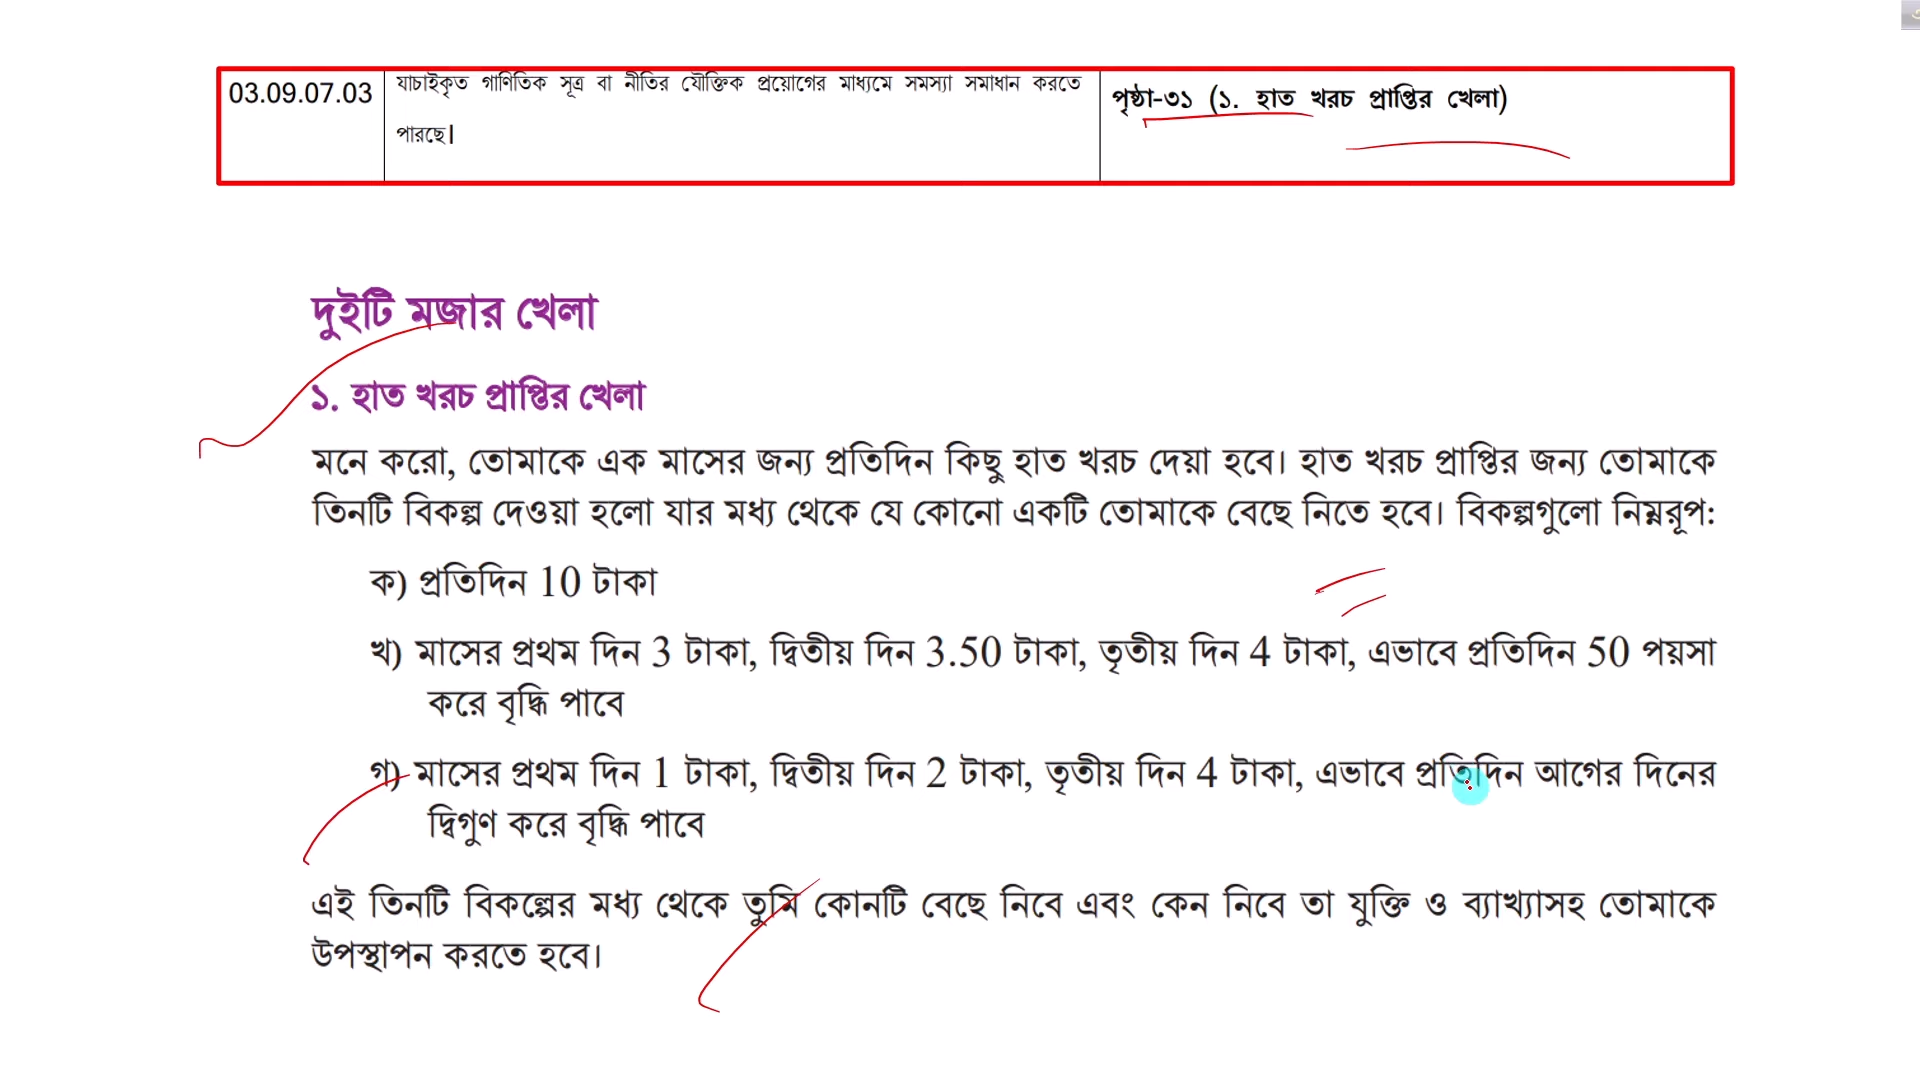 03.09.07.03
যাচাইকৃত গাণিতিক সূত্র বা নীতির যৌক্তিক প্রয়োগের মাধ্যমে সমস্যা সমাধান করতে
পারছে।
পৃষ্ঠা-৩১ (১. হাত খরচ প্রাপ্তির খেলা)
দুইটি মজার খেলা
১. হাত খরচ প্রাপ্তির খেলা
মনে করো, তোমাকে এক মাসের জন্য প্রতিদিন কিছু হাত খরচ দেয়া হবে। হাত খরচ প্রাপ্তির জন্য তোমাকে
তিনটি বিকল্প দেওয়া হলো যার মধ্য থেকে যে কোনো একটি তোমাকে বেছে নিতে হবে। বিকল্পগুলো নিম্নরূপ:
ক) প্রতিদিন 10 টাকা
খ) মাসের প্রথম দিন 3 টাকা, দ্বিতীয় দিন 3.50 টাকা, তৃতীয় দিন 4 টাকা, এভাবে প্রতিদিন 50 পয়সা
করে বৃদ্ধি পাবে
গ) মাসের প্রথম দিন 1 টাকা, দ্বিতীয় দিন 2 টাকা, তৃতীয় দিন 4 টাকা, এভাবে প্রতিদিন আগের দিনের
দ্বিগুণ করে বৃদ্ধি পাবে
এই তিনটি বিকল্পের মধ্য থেকে তুমি কোনটি বেছে নিবে এবং কেন নিবে তা যুক্তি ও ব্যাখ্যাসহ তোমাকে
উপস্থাপন করতে হবে।